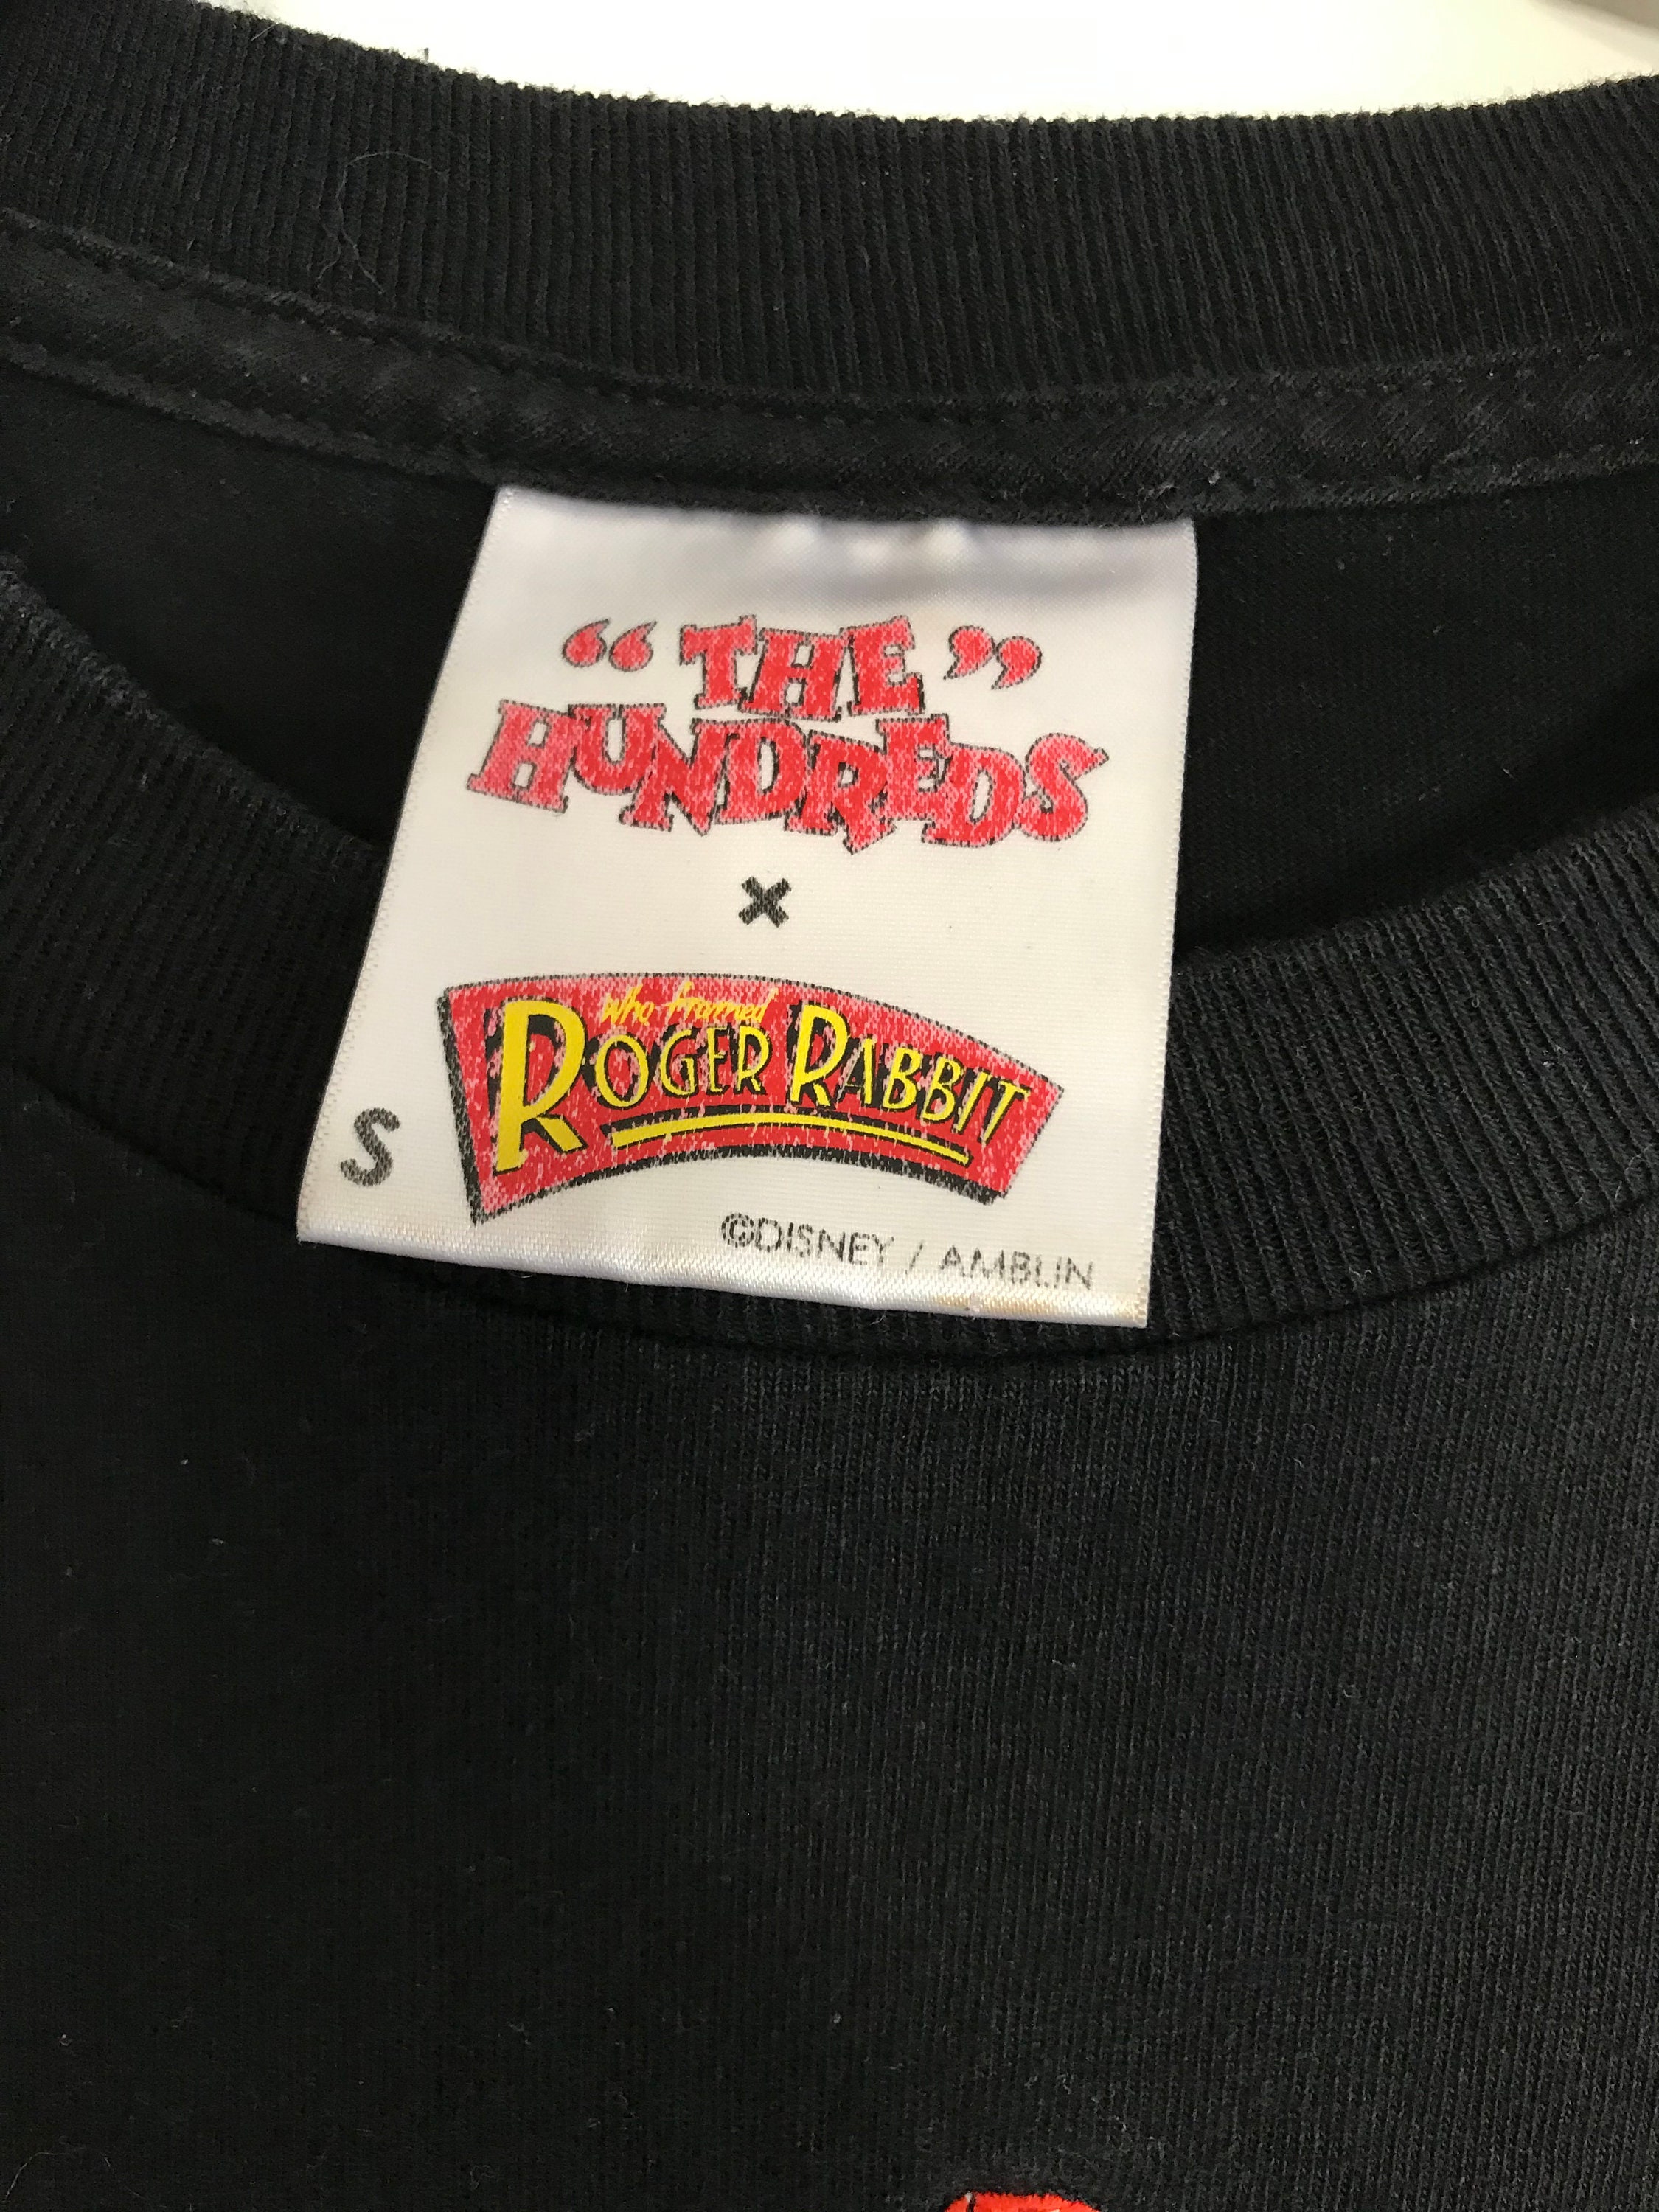 “THE”
HUNDREDS
×
who framed
ROGER RABBIT
S
©DISNEY / AMBLIN